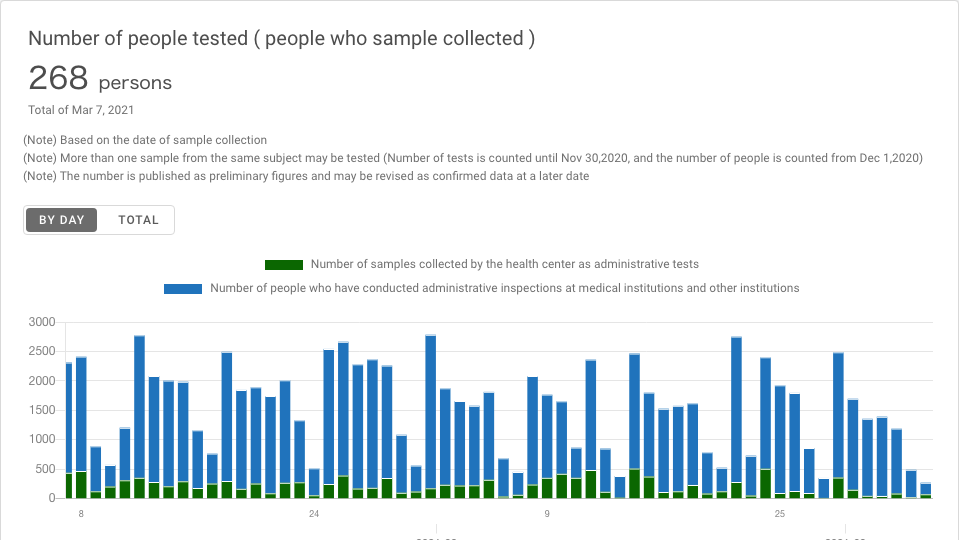 Number of people tested ( people who sample collected )
268 persons
Total of Mar 7, 2021
(Note) Based on the date of sample collection
(Note) More than one sample from the same subject may be tested (Number of tests is counted until Nov 30,2020, and the number of people is counted from Dec 1,2020)
(Note) The number is published as preliminary figures and may be revised as confirmed data at a later date
BY DAY TOTAL
Number of samples collected by the health center as administrative tests
Number of people who have conducted administrative inspections at medical institutions and other institutions
3000
2500
2000
1500
1000
500
0
8 24 9 25